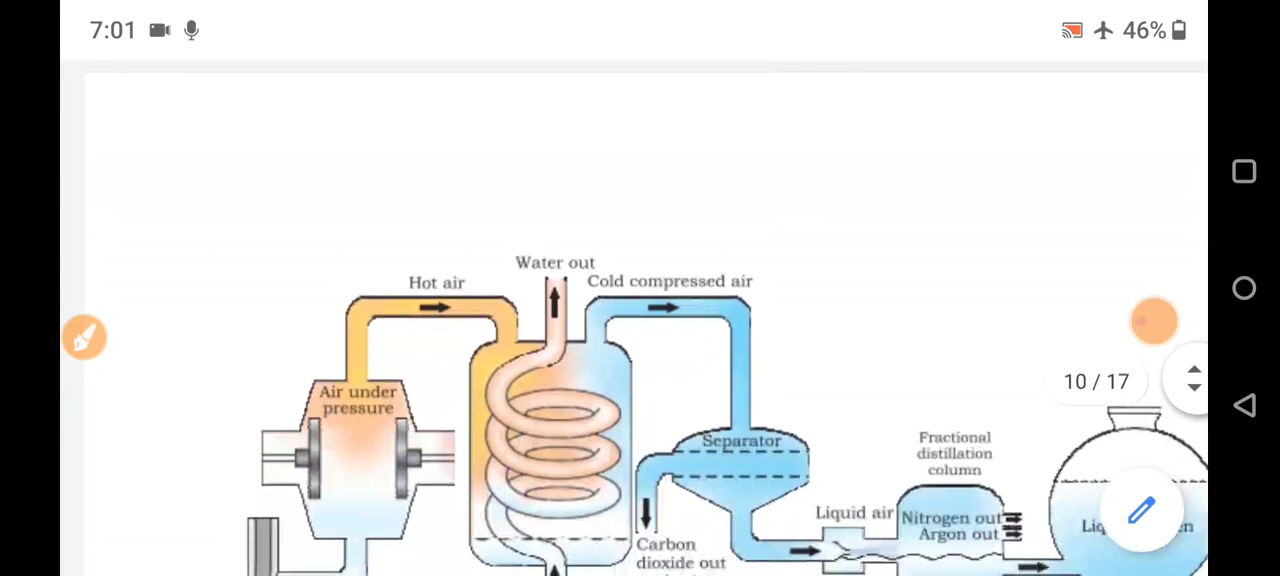 7:01
46%
Water out
Hot air
Cold compressed air
10 / 17
Air under
pressure
Separator
Fractional
distillation
column
Liquid air
Nitrogen out
Argon out
Carbon
dioxide out